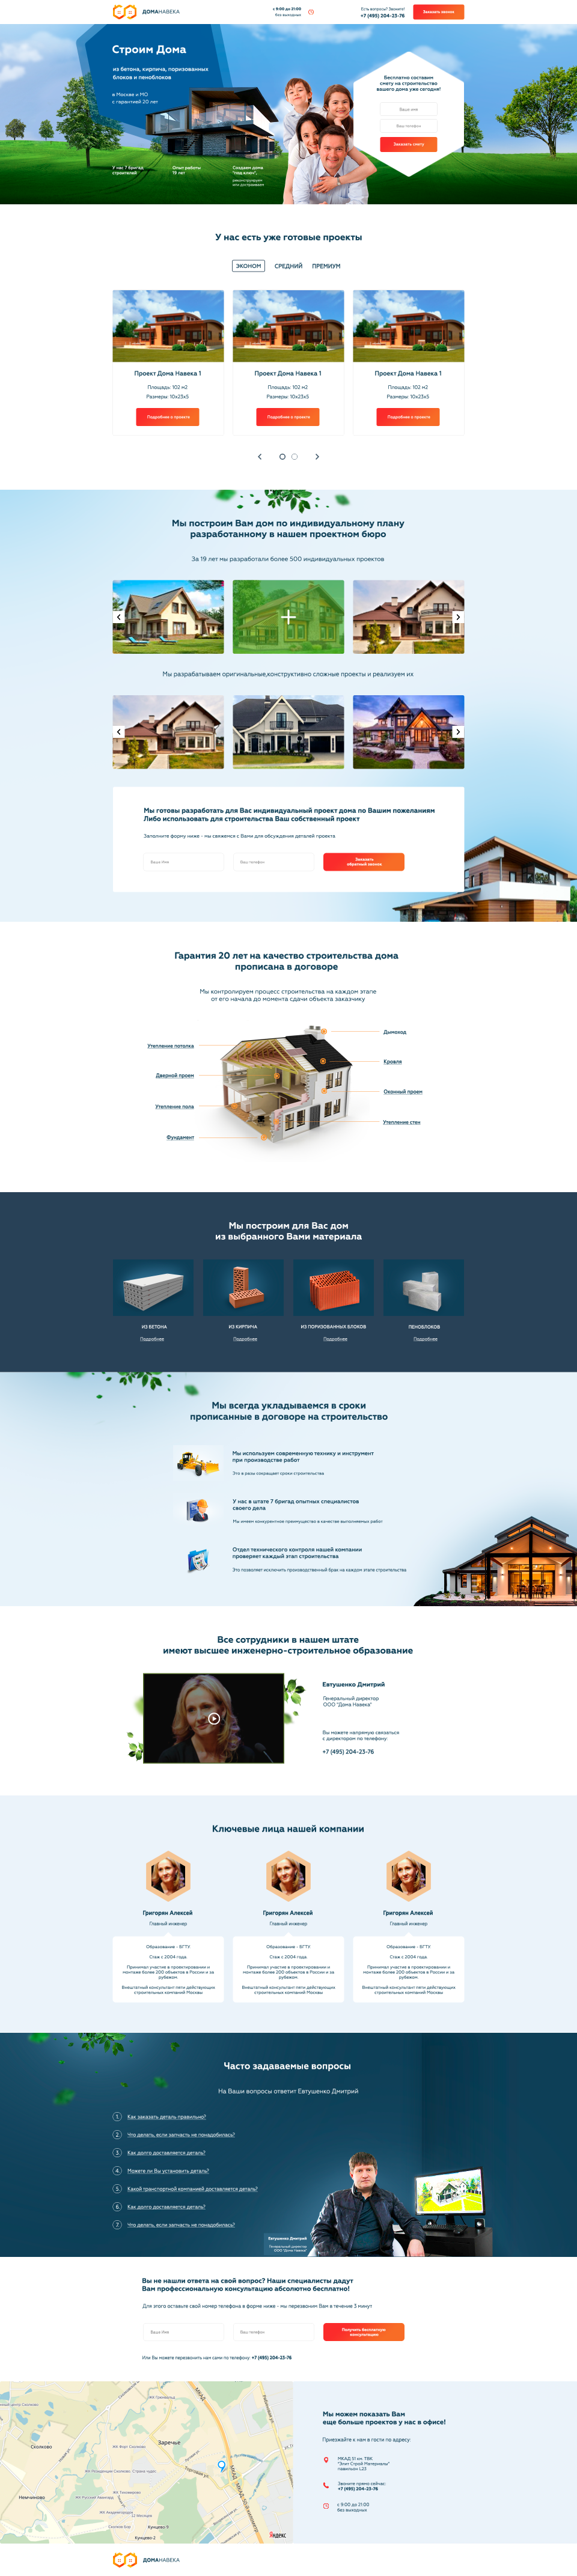 ДОМАНАВЕКА
с 9:00 до 21:00
без выходных
Есть вопросы? Звоните!
+7 (495) 204-23-76
Заказать звонок
Строим Дома
из бетона, кирпича, поризованных
блоков и пеноблоков
в Москве и МО
с гарантией 20 лет
У нас 7 бригад
строителей
Опыт работы
19 лет
Создаем дома
"под ключ",
реконструируем
или достраиваем
Бесплатно составим
смету на строительство
вашего дома уже сегодня!
Ваше имя
Ваш телефон
Заказать смету
У нас есть уже готовые проекты
ЭКОНОМ
СРЕДНИЙ
ПРЕМИУМ
Проект Дома Навека 1
Площадь: 102 м2
Размеры: 10х23х5
Подробнее о проекте
Проект Дома Навека 1
Площадь: 102 м2
Размеры: 10х23х5
Подробнее о проекте
Проект Дома Навека 1
Площадь: 102 м2
Размеры: 10х23х5
Подробнее о проекте
Мы построим Вам дом по индивидуальному плану
разработанному в нашем проектном бюро
За 19 лет мы разработали более 500 индивидуальных проектов
Мы разрабатываем оригинальные,конструктивно сложные проекты и реализуем их
Мы готовы разработать для Вас индивидуальный проект дома по Вашим пожеланиям
Либо использовать для строительства Ваш собственный проект
Заполните форму ниже - мы свяжемся с Вами для обсуждения деталей проекта
Ваше Имя
Ваш телефон
Заказать
обратный звонок
Гарантия 20 лет на качество строительства дома
прописана в договоре
Мы контролируем процесс строительства на каждом этапе
от его начала до момента сдачи объекта заказчику
Утепление потолка
Дверной проем
Утепление пола
Фундамент
Дымоход
Кровля
Оконный проем
Утепление стен
Мы построим для Вас дом
из выбранного Вами материала
ИЗ БЕТОНА
Подробнее
ИЗ КИРПИЧА
Подробнее
ИЗ ПОРИЗОВАННЫХ БЛОКОВ
Подробнее
ПЕНОБЛОКОВ
Подробнее
Мы всегда укладываемся в сроки
прописанные в договоре на строительство
Мы используем современную технику и инструмент
при производстве работ
Это в разы сокращает сроки строительства
У нас в штате 7 бригад опытных специалистов
своего дела
Мы имеем конкурентное преимущество в качестве выполняемых работ
Отдел технического контроля нашей компании
проверяет каждый этап строительства
Это позволяет исключить производственный брак на каждом этапе строительства
Все сотрудники в нашем штате
имеют высшее инженерно-строительное образование
Евтушенко Дмитрий
Генеральный директор
ООО "Дома Навека"
Вы можете напрямую связаться
с директором по телефону:
+7 (495) 204-23-76
Ключевые лица нашей компании
Григорян Алексей
Главный инженер
Образование - БГТУ.
Стаж с 2004 года.
Принимал участие в проектировании и
монтаже более 200 объектов в России и за
рубежом.
Внештатный консультант пяти действующих
строительных компаний Москвы.
Григорян Алексей
Главный инженер
Образование - БГТУ.
Стаж с 2004 года.
Принимал участие в проектировании и
монтаже более 200 объектов в России и за
рубежом.
Внештатный консультант пяти действующих
строительных компаний Москвы.
Григорян Алексей
Главный инженер
Образование - БГТУ.
Стаж с 2004 года.
Принимал участие в проектировании и
монтаже более 200 объектов в России и за
рубежом.
Внештатный консультант пяти действующих
строительных компаний Москвы.
Часто задаваемые вопросы
На Ваши вопросы ответит Евтушенко Дмитрий
1. Как заказать деталь правильно?
2. Что делать, если запчасть не понадобилась?
3. Как долго доставляется деталь?
4. Можете ли Вы установить деталь?
5. Какой транспортной компанией доставляется деталь?
6. Как долго доставляется деталь?
7. Что делать, если запчасть не понадобилась?
Евтушенко Дмитрий
Генеральный директор
ООО "Дома Навека"
Вы не нашли ответа на свой вопрос? Наши специалисты дадут
Вам профессиональную консультацию абсолютно бесплатно!
Для этого оставьте свой номер телефона в форме ниже - мы перезвоним Вам в течение 3 минут
Ваше Имя
Ваш телефон
Получить бесплатную
консультацию
Или Вы можете перезвонить нам сами по телефону: +7 (495) 204-23-76
Сколково
Заречье
МКАД
Немчиново
Кунцево-2
Яндекс
Мы можем показать Вам
еще больше проектов у нас в офисе!
Приезжайте к нам в гости по адресу:
МКАД 51 км. ТВК
"Элит Строй Материалы"
павильон L23
Звоните прямо сейчас:
+7 (495) 204-23-76
с 9:00 до 21:00
без выходных
ДОМАНАВЕКА